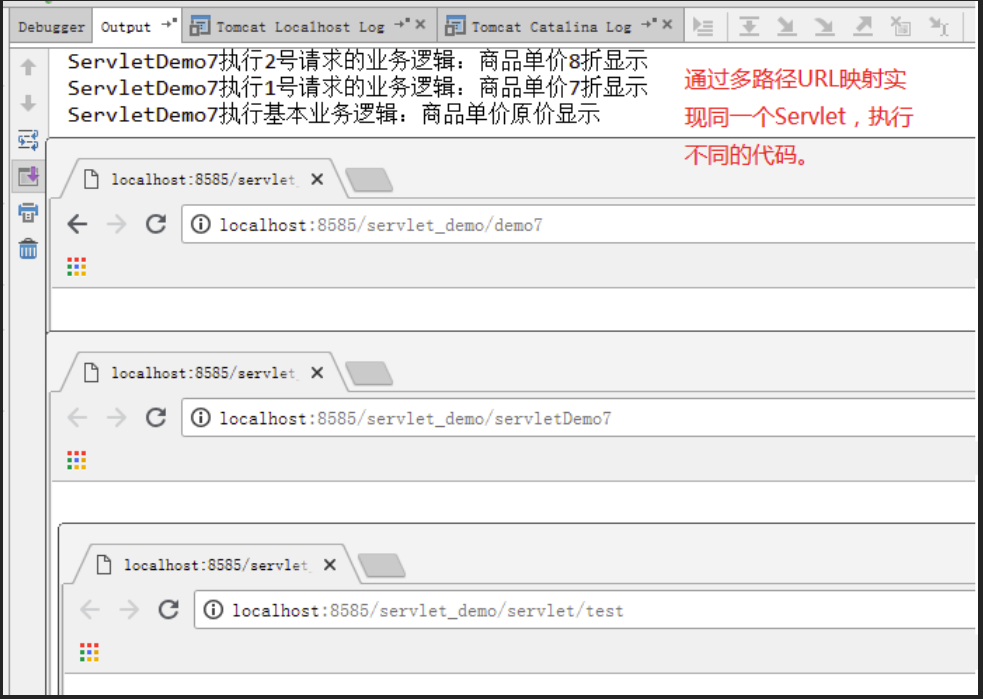 Debugger Output Tomcat Localhost Log Tomcat Catalina Log
ServletDemo7执行2号请求的业务逻辑：商品单价8折显示
ServletDemo7执行1号请求的业务逻辑：商品单价7折显示
ServletDemo7执行基本业务逻辑：商品单价原价显示
通过多路径URL映射实
现同一个Servlet，执行
不同的代码。
localhost:8585/servlet_
localhost:8585/servlet_demo/demo7
localhost:8585/servlet_
localhost:8585/servlet_demo/servletDemo7
localhost:8585/servlet_
localhost:8585/servlet_demo/servlet/test